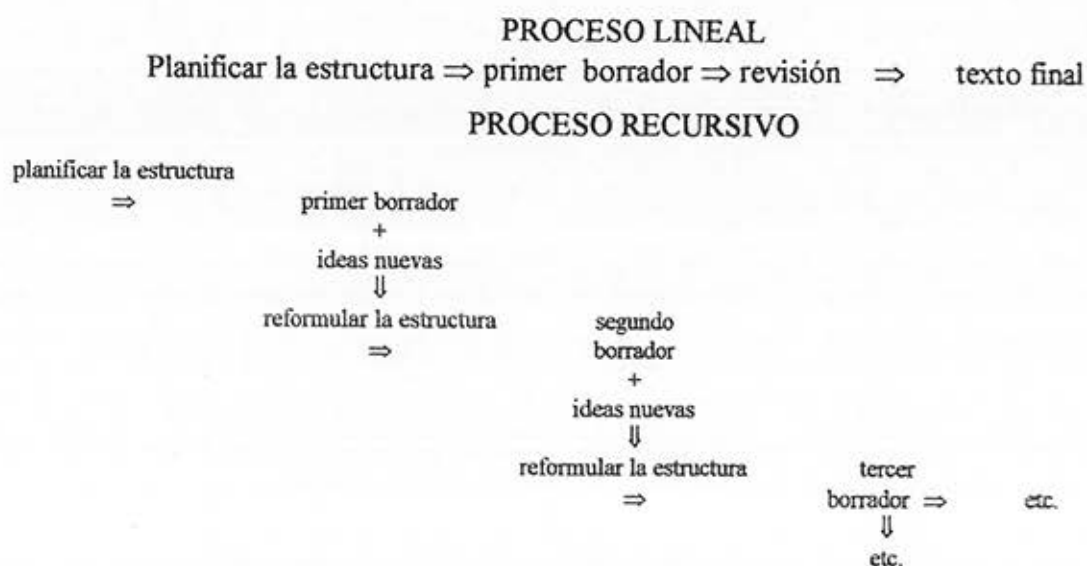 PROCESO LINEAL
Planificar la estructura ⇒ primer borrador ⇒ revisión ⇒ texto final
PROCESO RECURSIVO
planificar la estructura
⇒ primer borrador
+
ideas nuevas
⇓
reformular la estructura segundo
⇒ borrador
+
ideas nuevas
⇓
reformular la estructura tercer
⇒ borrador ⇒ etc.
⇓
etc.